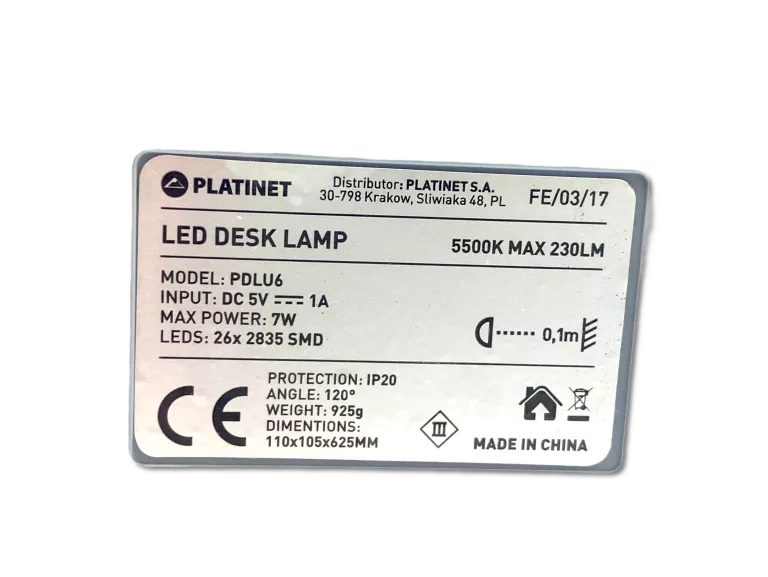 PLATINET
Distributor: PLATINET S.A.
30-798 Krakow, Sliwiaka 48, PL
FE/03/17
LED DESK LAMP
5500K MAX 230LM
MODEL: PDLU6
INPUT: DC 5V ⎓ 1A
MAX POWER: 7W
LEDS: 26x 2835 SMD
0,1m
CE
PROTECTION: IP20
ANGLE: 120°
WEIGHT: 925g
DIMENTIONS:
110x105x625MM
III
MADE IN CHINA